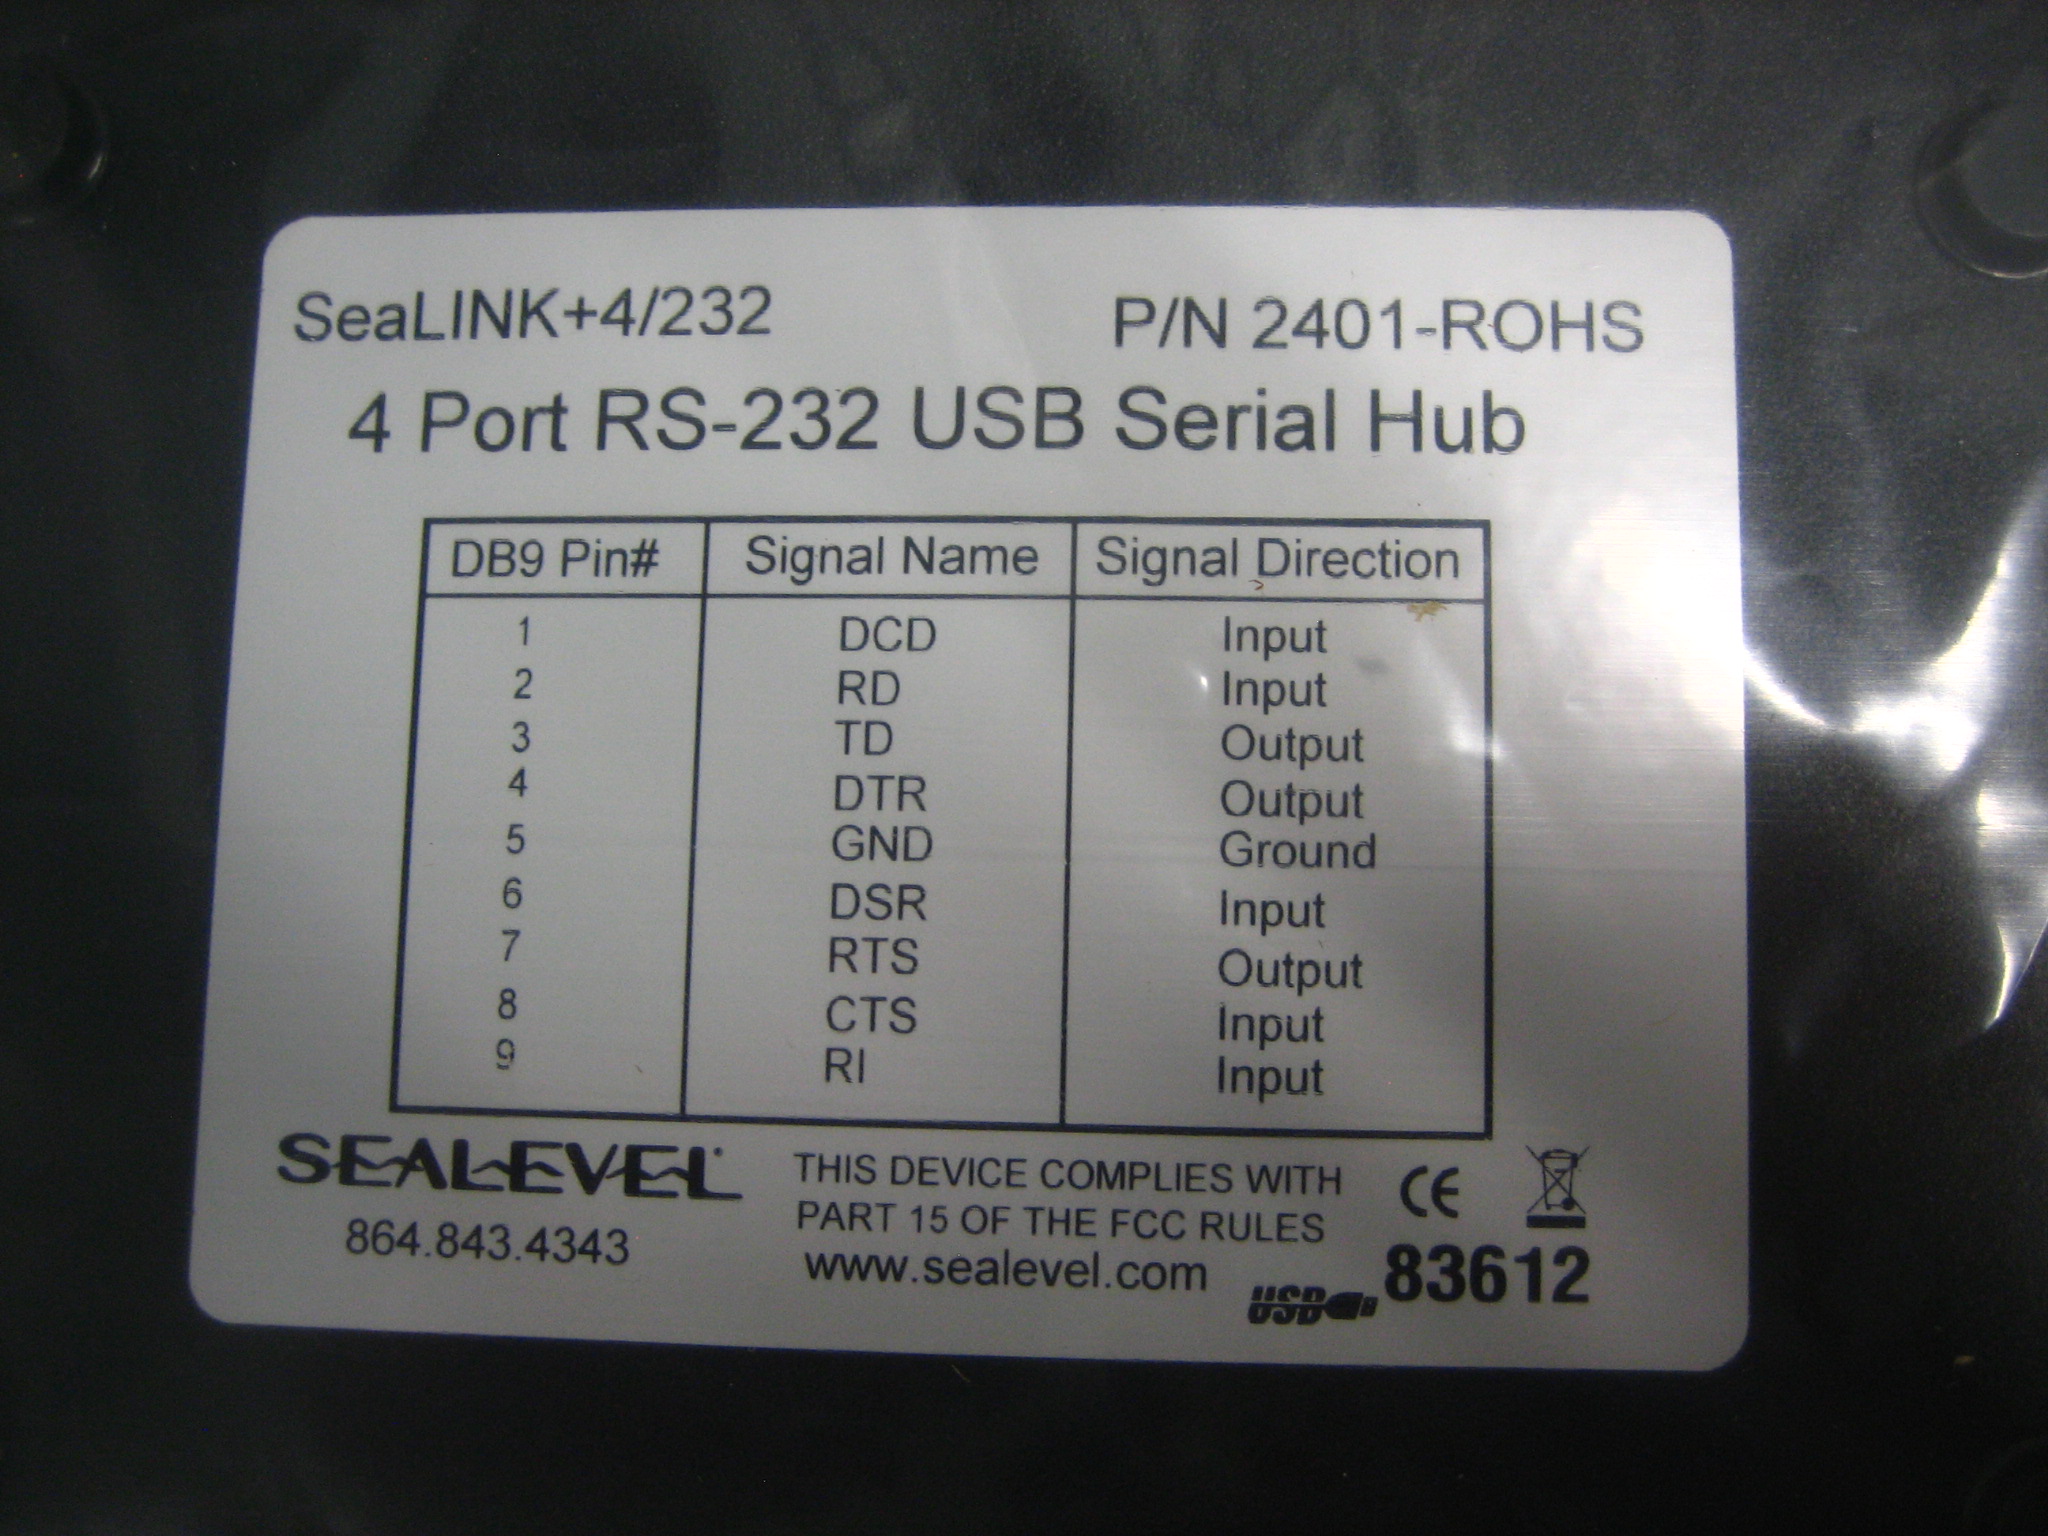 SeaLINK+4/232 P/N 2401-ROHS
4 Port RS-232 USB Serial Hub
DB9 Pin# Signal Name Signal Direction
1 DCD Input
2 RD Input
3 TD Output
4 DTR Output
5 GND Ground
6 DSR Input
7 RTS Output
8 CTS Input
9 RI Input
SEALEVEL
864.843.4343
THIS DEVICE COMPLIES WITH
PART 15 OF THE FCC RULES
www.sealevel.com
CE
USB 83612